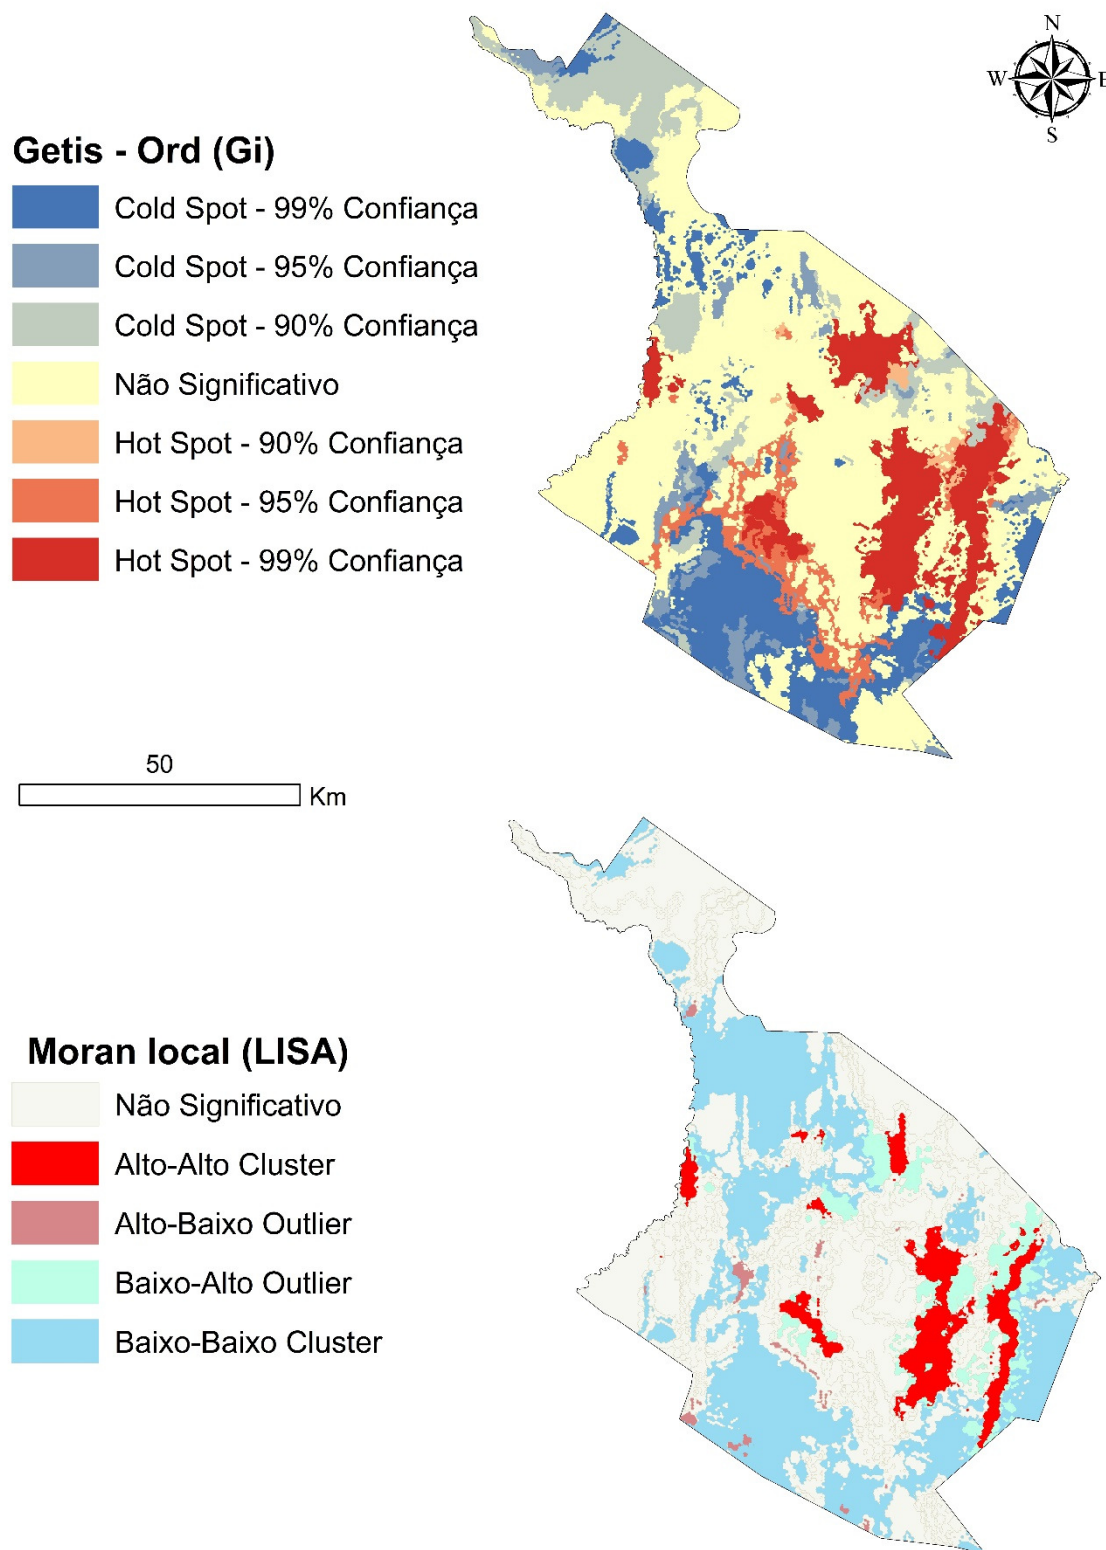 N
W E
S
Getis - Ord (Gi)
Cold Spot - 99% Confiança
Cold Spot - 95% Confiança
Cold Spot - 90% Confiança
Não Significativo
Hot Spot - 90% Confiança
Hot Spot - 95% Confiança
Hot Spot - 99% Confiança
50
Km
Moran local (LISA)
Não Significativo
Alto-Alto Cluster
Alto-Baixo Outlier
Baixo-Alto Outlier
Baixo-Baixo Cluster